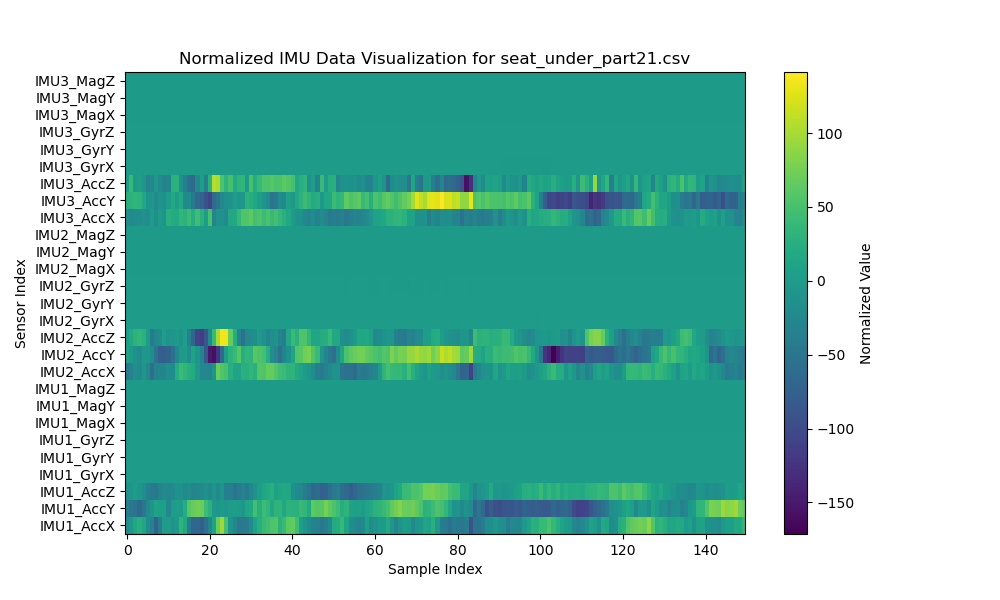 Normalized IMU Data Visualization for seat_under_part21.csv
IMU3_MagZ
IMU3_MagY
IMU3_MagX
IMU3_GyrZ
IMU3_GyrY
IMU3_GyrX
IMU3_AccZ
IMU3_AccY
IMU3_AccX
IMU2_MagZ
IMU2_MagY
IMU2_MagX
IMU2_GyrZ
IMU2_GyrY
IMU2_GyrX
IMU2_AccZ
IMU2_AccY
IMU2_AccX
IMU1_MagZ
IMU1_MagY
IMU1_MagX
IMU1_GyrZ
IMU1_GyrY
IMU1_GyrX
IMU1_AccZ
IMU1_AccY
IMU1_AccX
Sensor Index
0 20 40 60 80 100 120 140
Sample Index
100
50
0
−50
−100
−150
Normalized Value